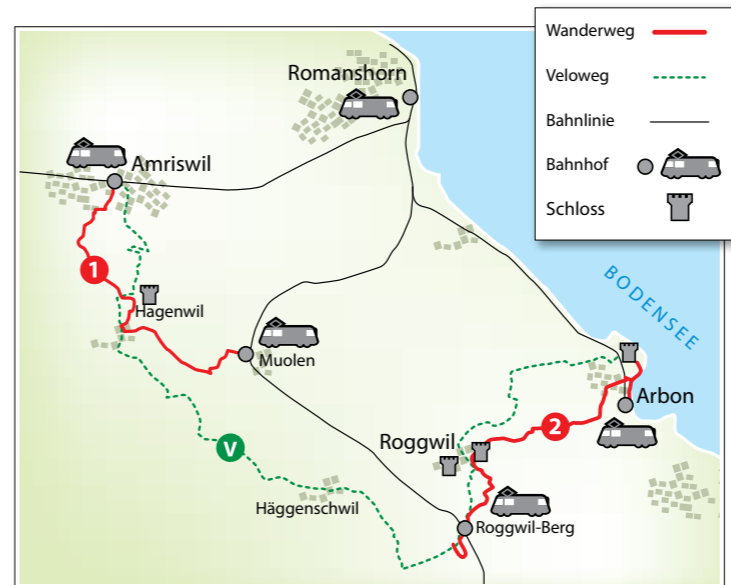 Wanderweg
Veloweg
Bahnlinie
Bahnhof
Schloss
Romanshorn
Amriswil
1
Hagenwil
Muolen
BODENSEE
Arbon
2
Roggwil
V
Häggenschwil
Roggwil-Berg